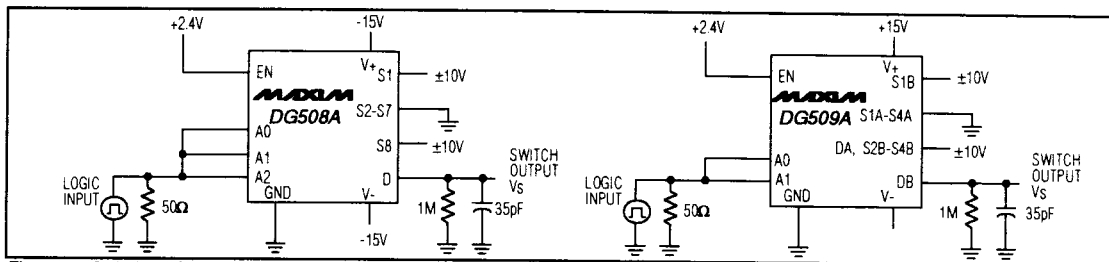 +2.4V
-15V
EN
V+
S1
±10V
MAXIM
DG508A
S2-S7
A0
S8
±10V
A1
A2
D
SWITCH
OUTPUT
Vs
LOGIC
INPUT
50Ω
GND
V-
1M
35pF
-15V
+2.4V
+15V
EN
V+
S1B
±10V
MAXIM
DG509A
S1A-S4A
DA, S2B-S4B
±10V
A0
A1
DB
SWITCH
OUTPUT
Vs
LOGIC
INPUT
50Ω
GND
V-
1M
35pF